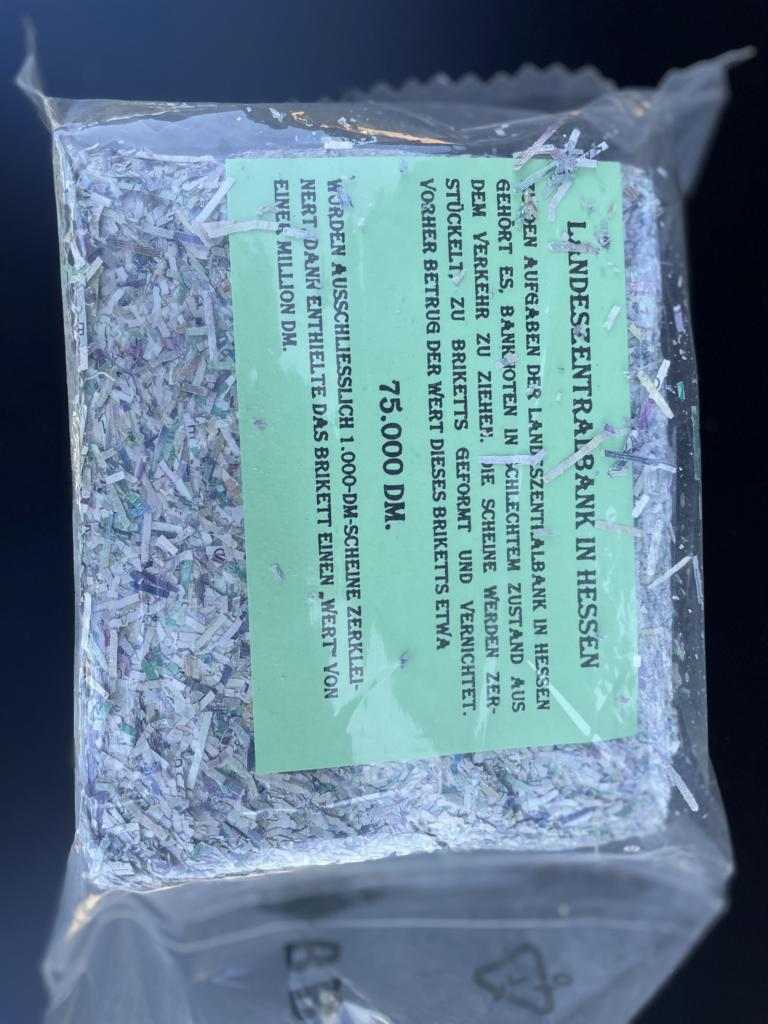 LANDESZENTRALBANK IN HESSEN
ZU DEN AUFGABEN DER LANDESZENTLALBANK IN HESSEN
GEHÖRT ES, BANKNOTEN IN SCHLECHTEM ZUSTAND AUS
DEM VERKEHR ZU ZIEHEN. DIE SCHEINE WERDEN ZER-
STÜCKELT, ZU BRIKETTS GEFORMT UND VERNICHTET.
VORHER BETRUG DER WERT DIESES BRIKETTS ETWA
75.000 DM.
WÜRDEN AUSSCHLIESSLICH 1.000-DM-SCHEINE ZERKLEI-
NERT, DANN ENTHIELTE DAS BRIKETT EINEN „WERT" VON
EINER MILLION DM.